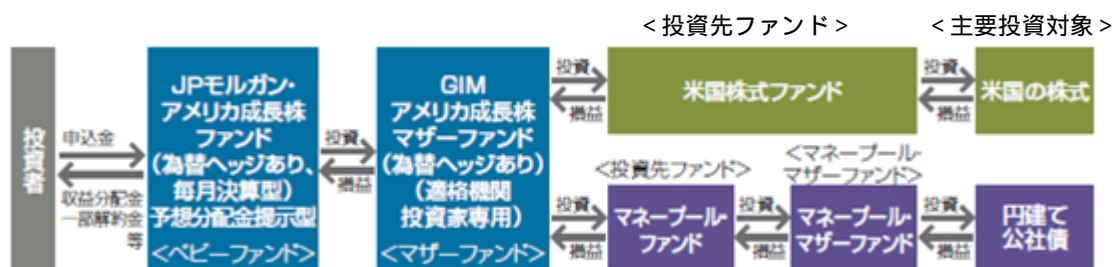 ＜投資先ファンド＞
＜主要投資対象＞
投資者
申込金
収益分配金
一部解約金
等
JPモルガン・
アメリカ成長株
ファンド
（為替ヘッジあり、
毎月決算型）
予想分配金提示型
＜ベビーファンド＞
投資
損益
GIM
アメリカ成長株
マザーファンド
（為替ヘッジあり）
（適格機関
投資家専用）
＜マザーファンド＞
投資
損益
米国株式ファンド
投資
損益
米国の株式
＜投資先ファンド＞
＜マネープール・
マザーファンド＞
投資
損益
マネープール・
ファンド
投資
損益
マネープール・
マザーファンド
投資
損益
円建て
公社債